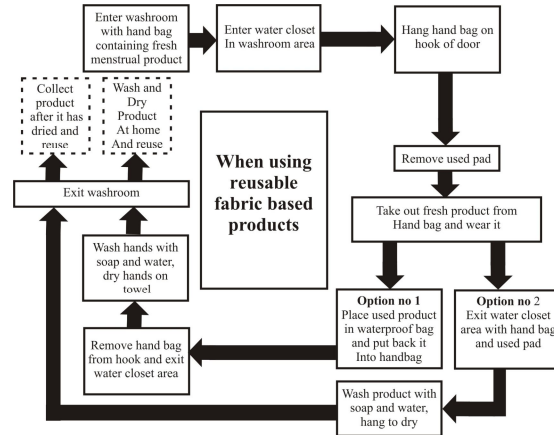 Enter washroom
with hand bag
containing fresh
menstrual product
Enter water closet
In washroom area
Hang hand bag on
hook of door
Remove used pad
Take out fresh product from
Hand bag and wear it
Option no 1
Place used product
in waterproof bag
and put back it
Into handbag
Option no 2
Exit water closet
area with hand bag
and used pad
Wash product with
soap and water,
hang to dry
Remove hand bag
from hook and exit
water closet area
Wash hands with
soap and water,
dry hands on
towel
Exit washroom
Collect
product
after it has
dried and
reuse
Wash and
Dry
Product
At home
And reuse
When using
reusable
fabric based
products